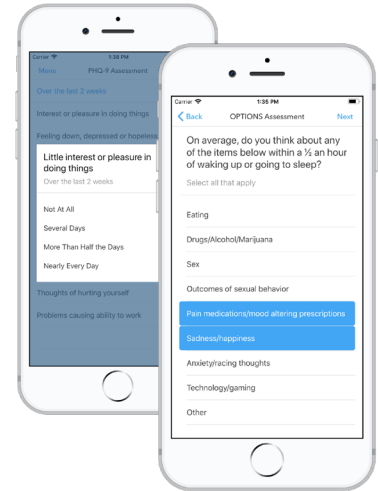 Carrier 1:38 PM
Menu PHQ-9 Assessment
Over the last 2 weeks
Interest or pleasure in doing things
Feeling down, depressed or hopeless
Little interest or pleasure in
doing things
Over the last 2 weeks
Not At All
Several Days
More Than Half the Days
Nearly Every Day
Thoughts of hurting yourself
Problems causing ability to work
Carrier 1:35 PM
Back OPTIONS Assessment Next
On average, do you think about any
of the items below within a ½ an hour
of waking up or going to sleep?
Select all that apply
Eating
Drugs/Alcohol/Marijuana
Sex
Outcomes of sexual behavior
Pain medications/mood altering prescriptions
Sadness/happiness
Anxiety/racing thoughts
Technology/gaming
Other